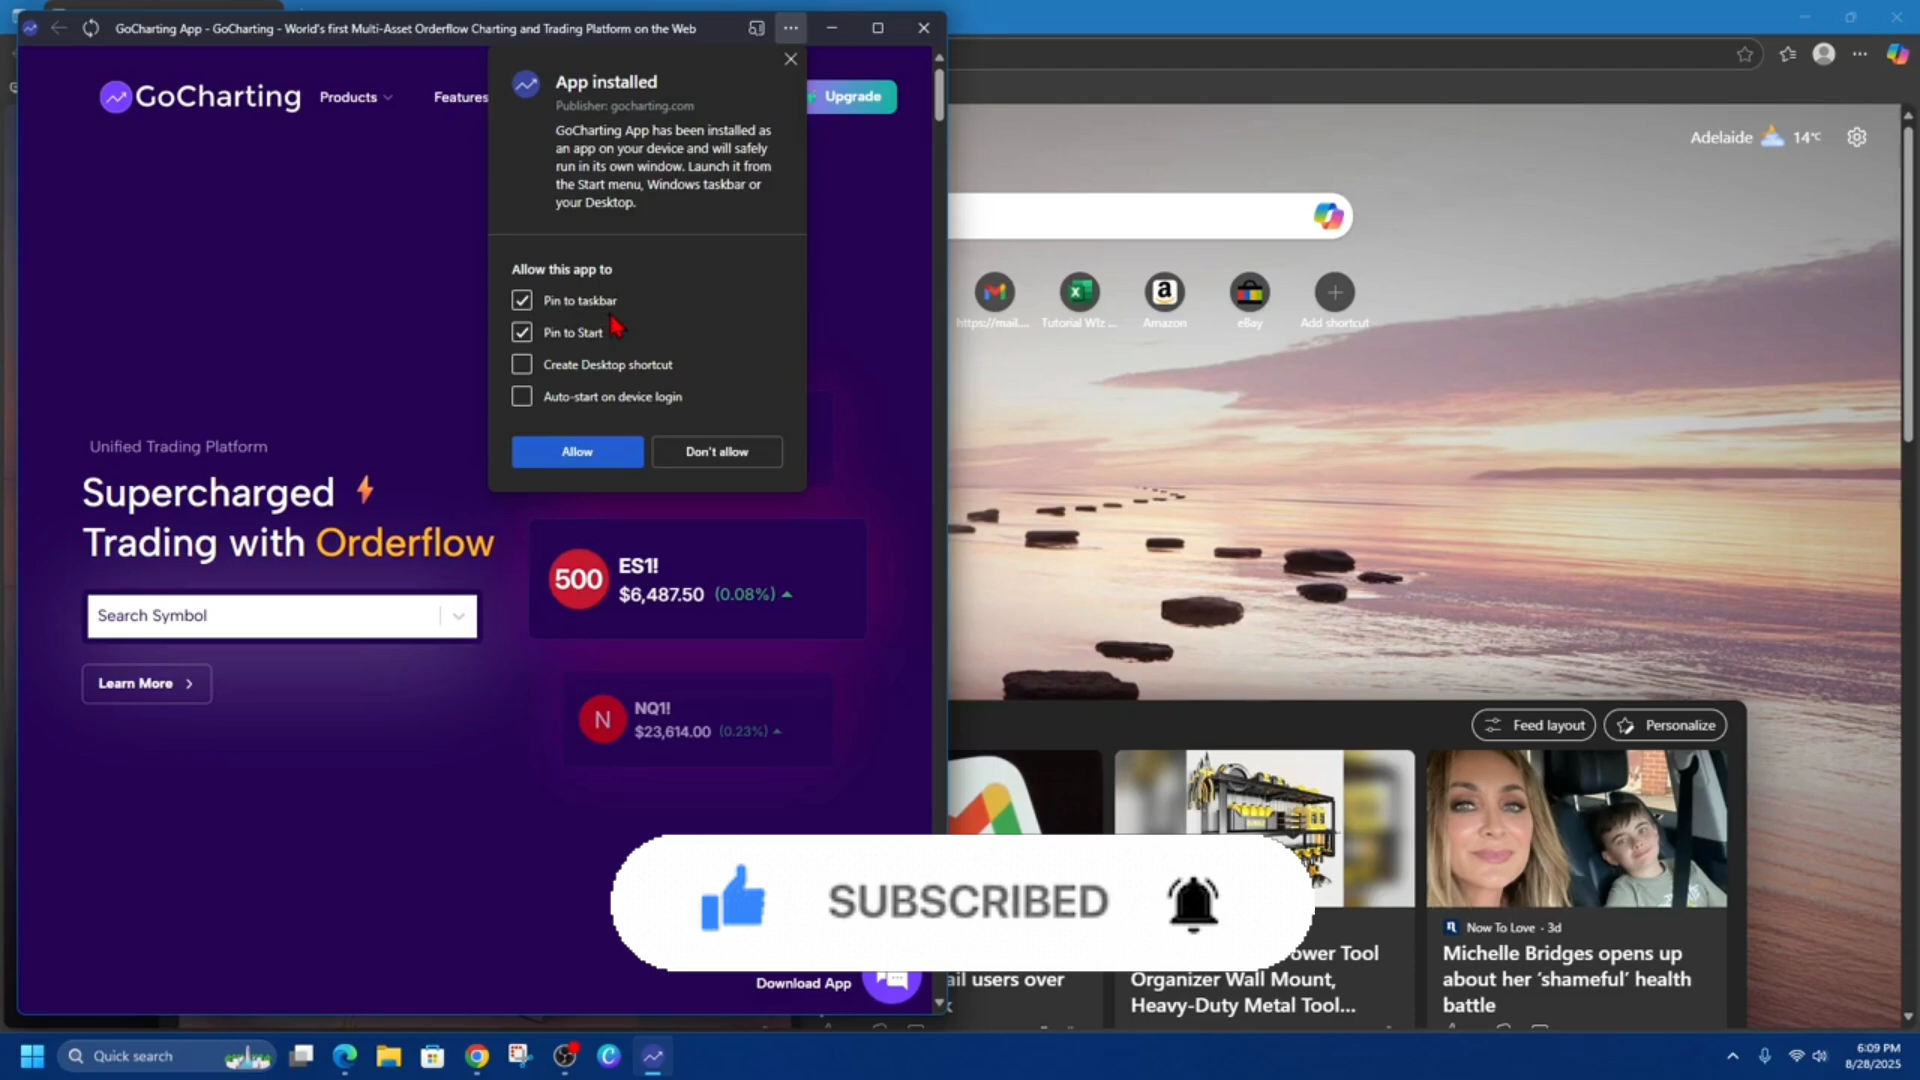 GoCharting App - GoCharting - World's first Multi-Asset Orderflow Charting and Trading Platform on the Web
GoCharting
Products
Features
Upgrade
App installed
Publisher: gocharting.com
GoCharting App has been installed as
an app on your device and will safely
run in its own window. Launch it from
the Start menu, Windows taskbar or
your Desktop.
Allow this app to
Pin to taskbar
Pin to Start
Create Desktop shortcut
Auto-start on device login
Allow
Don't allow
Unified Trading Platform
Supercharged
Trading with Orderflow
Search Symbol
Learn More
500
ES1!
$6,487.50 (0.08%)
N
NQ1!
$23,614.00 (0.23%)
Download App
Adelaide
14°C
https://mail....
Tutorial WIz ...
Amazon
eBay
Add shortcut
Feed layout
Personalize
SUBSCRIBED
ail users over
k
ower Tool
Organizer Wall Mount,
Heavy-Duty Metal Tool...
Now To Love - 3d
Michelle Bridges opens up
about her 'shameful' health
battle
Quick search
6:09 PM
8/28/2025